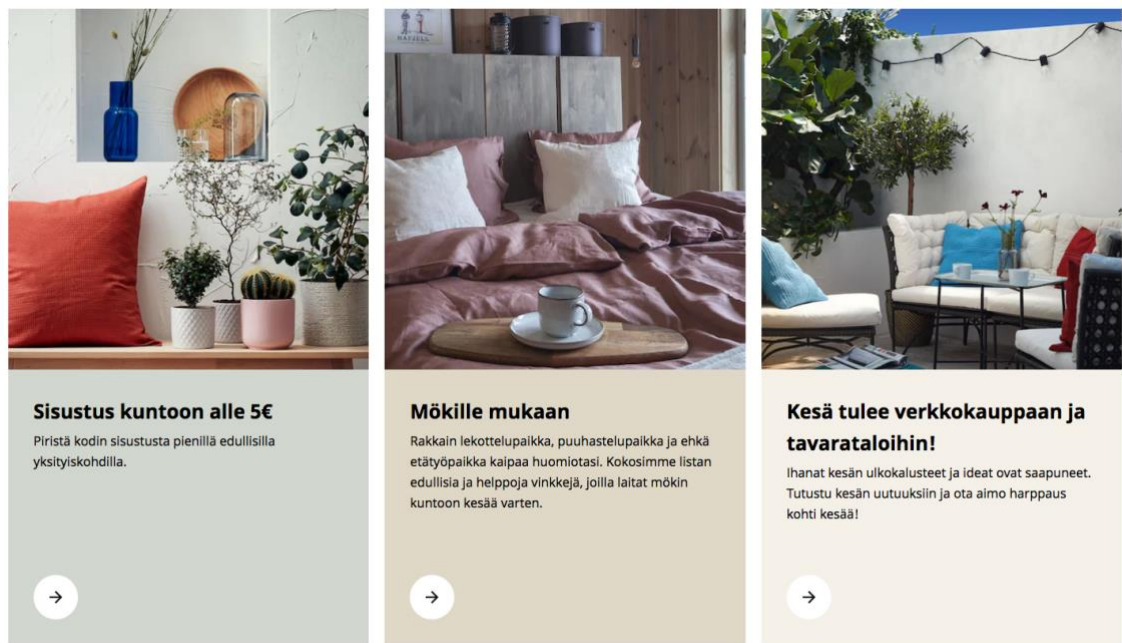 Sisustus kuntoon alle 5€
Piristä kodin sisustusta pienillä edullisilla
yksityiskohdilla.
Mökille mukaan
Rakkain lekottelupaikka, puuhastelupaikka ja ehkä
etätyöpaikka kaipaa huomiotasi. Kokosimme listan
edullisia ja helppoja vinkkejä, joilla laitat mökin
kuntoon kesää varten.
Kesä tulee verkkokauppaan ja
tavarataloihin!
Ihanat kesän ulkokalusteet ja ideat ovat saapuneet.
Tutustu kesän uutuuksiin ja ota aimo harppaus
kohti kesää!